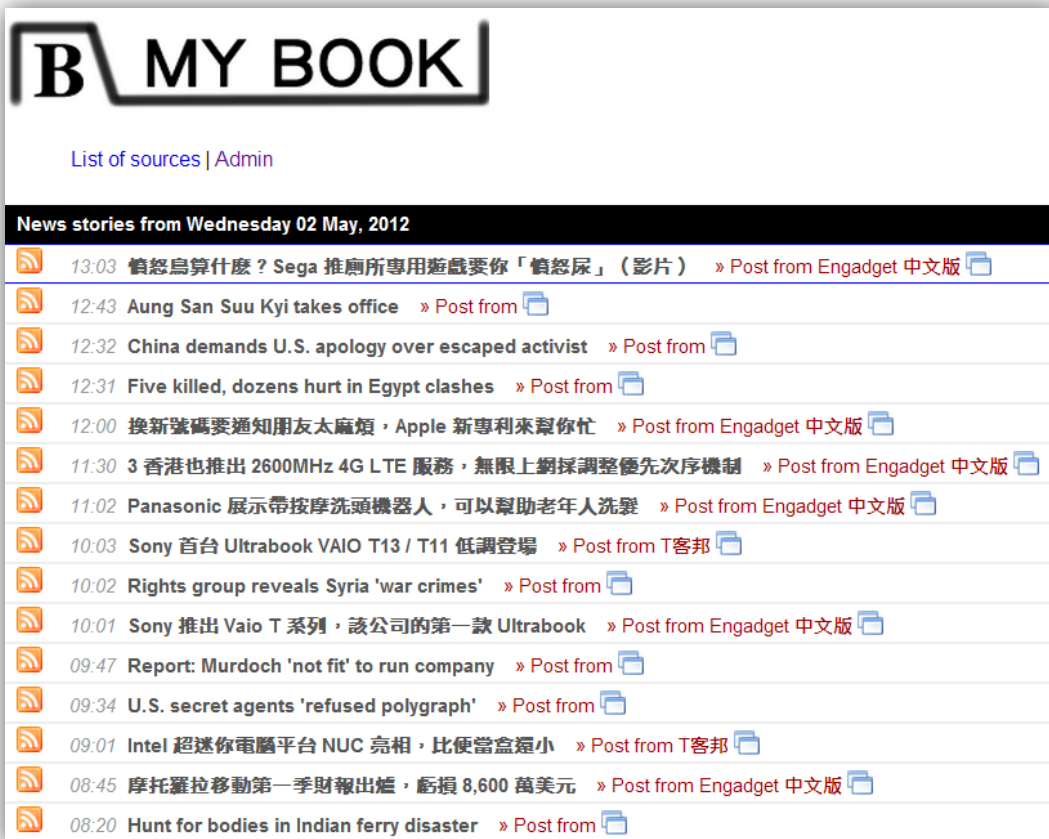 B MY BOOK
List of sources | Admin
News stories from Wednesday 02 May, 2012
13:03 憤怒鳥算什麼？Sega 推廁所專用遊戲要你「憤怒尿」（影片） » Post from Engadget 中文版
12:43 Aung San Suu Kyi takes office » Post from
12:32 China demands U.S. apology over escaped activist » Post from
12:31 Five killed, dozens hurt in Egypt clashes » Post from
12:00 換新號碼要通知朋友太麻煩，Apple 新專利來幫你忙 » Post from Engadget 中文版
11:30 3 香港也推出 2600MHz 4G LTE 服務，無限上網採調整優先次序機制 » Post from Engadget 中文版
11:02 Panasonic 展示帶按摩洗頭機器人，可以幫助老年人洗髮 » Post from Engadget 中文版
10:03 Sony 首台 Ultrabook VAIO T13 / T11 低調登場 » Post from T客邦
10:02 Rights group reveals Syria 'war crimes' » Post from
10:01 Sony 推出 Vaio T 系列，該公司的第一款 Ultrabook » Post from Engadget 中文版
09:47 Report: Murdoch 'not fit' to run company » Post from
09:34 U.S. secret agents 'refused polygraph' » Post from
09:01 Intel 超迷你電腦平台 NUC 亮相，比便當盒還小 » Post from T客邦
08:45 摩托羅拉移動第一季財報出爐，虧損 8,600 萬美元 » Post from Engadget 中文版
08:20 Hunt for bodies in Indian ferry disaster » Post from